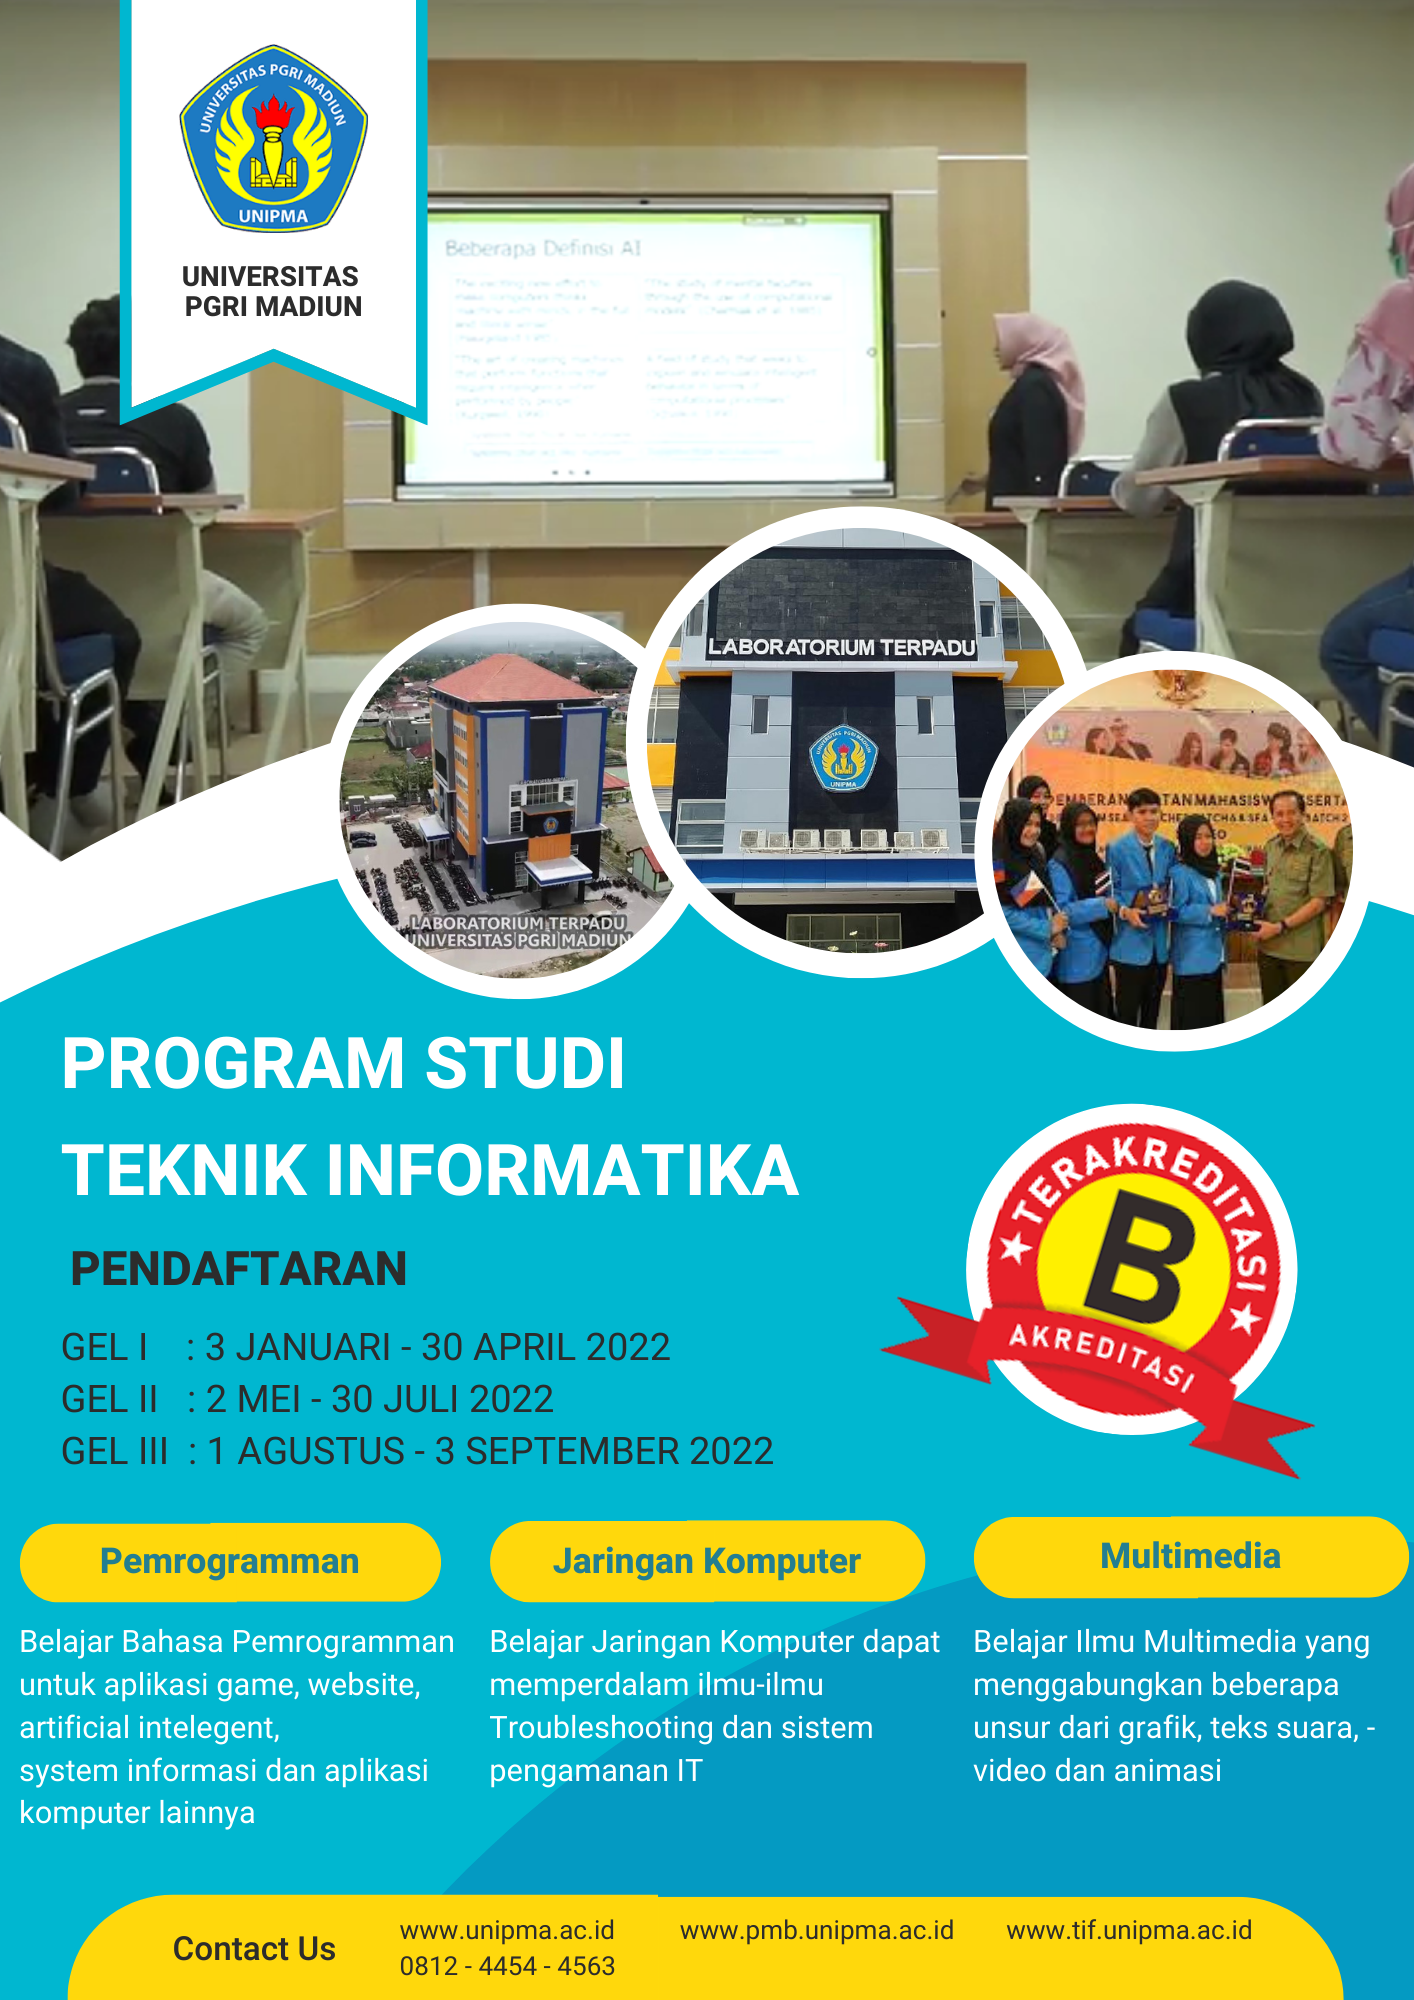 UNIVERSITAS PGRI MADIUN
UNIPMA
UNIVERSITAS
PGRI MADIUN
Beberapa Definisi AI
LABORATORIUM TERPADU
UNIVERSITAS PGRI MADIUN
UNIPMA
LABORATORIUM TERPADU
UNIVERSITAS PGRI MADIUN
PROGRAM STUDI
TEKNIK INFORMATIKA
PENDAFTARAN
GEL I : 3 JANUARI - 30 APRIL 2022
GEL II : 2 MEI - 30 JULI 2022
GEL III : 1 AGUSTUS - 3 SEPTEMBER 2022
TERAKREDITASI
B
AKREDITASI
Pemrogramman
Belajar Bahasa Pemrogramman
untuk aplikasi game, website,
artificial intelegent,
system informasi dan aplikasi
komputer lainnya
Jaringan Komputer
Belajar Jaringan Komputer dapat
memperdalam ilmu-ilmu
Troubleshooting dan sistem
pengamanan IT
Multimedia
Belajar Ilmu Multimedia yang
menggabungkan beberapa
unsur dari grafik, teks suara, -
video dan animasi
Contact Us
www.unipma.ac.id
0812 - 4454 - 4563
www.pmb.unipma.ac.id
www.tif.unipma.ac.id